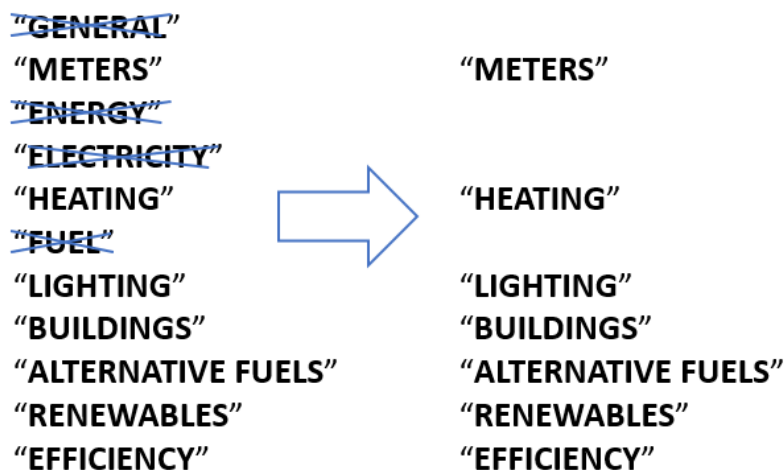 “GENERAL”
“METERS”
“ENERGY”
“ELECTRICITY”
“HEATING”
“FUEL”
“LIGHTING”
“BUILDINGS”
“ALTERNATIVE FUELS”
“RENEWABLES”
“EFFICIENCY”
“METERS”
“HEATING”
“LIGHTING”
“BUILDINGS”
“ALTERNATIVE FUELS”
“RENEWABLES”
“EFFICIENCY”